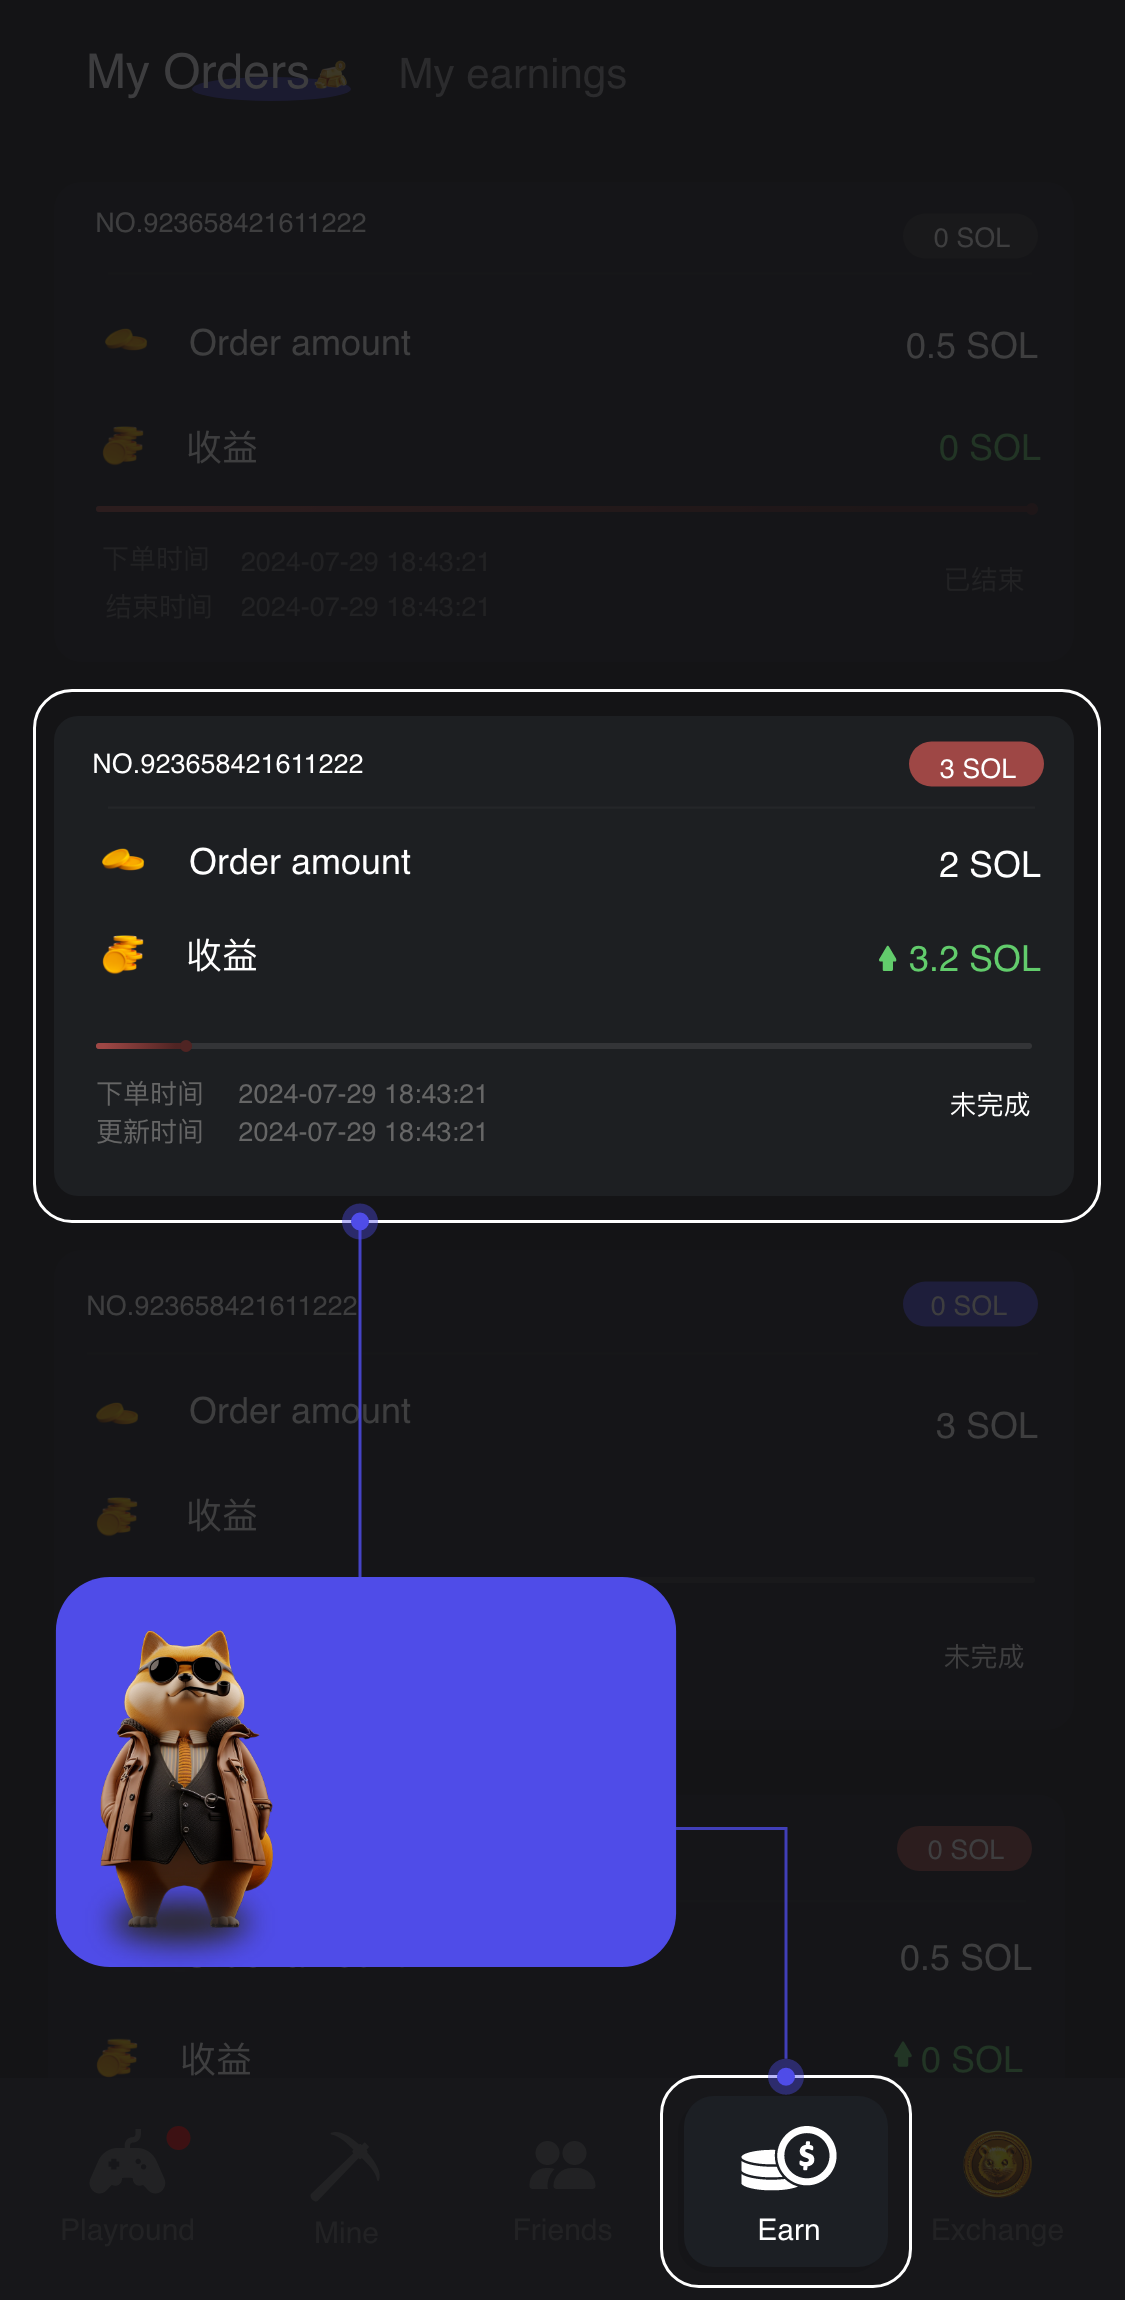 My Orders
My earnings
NO.923658421611222
0 SOL
Order amount
0.5 SOL
收益
0 SOL
下单时间 2024-07-29 18:43:21
已结束
结束时间 2024-07-29 18:43:21
NO.923658421611222
3 SOL
Order amount
2 SOL
收益
3.2 SOL
下单时间 2024-07-29 18:43:21
未完成
更新时间 2024-07-29 18:43:21
NO.923658421611222
0 SOL
Order amount
3 SOL
收益
未完成
0 SOL
0.5 SOL
收益
0 SOL
Playround
Mine
Friends
Earn
Exchange